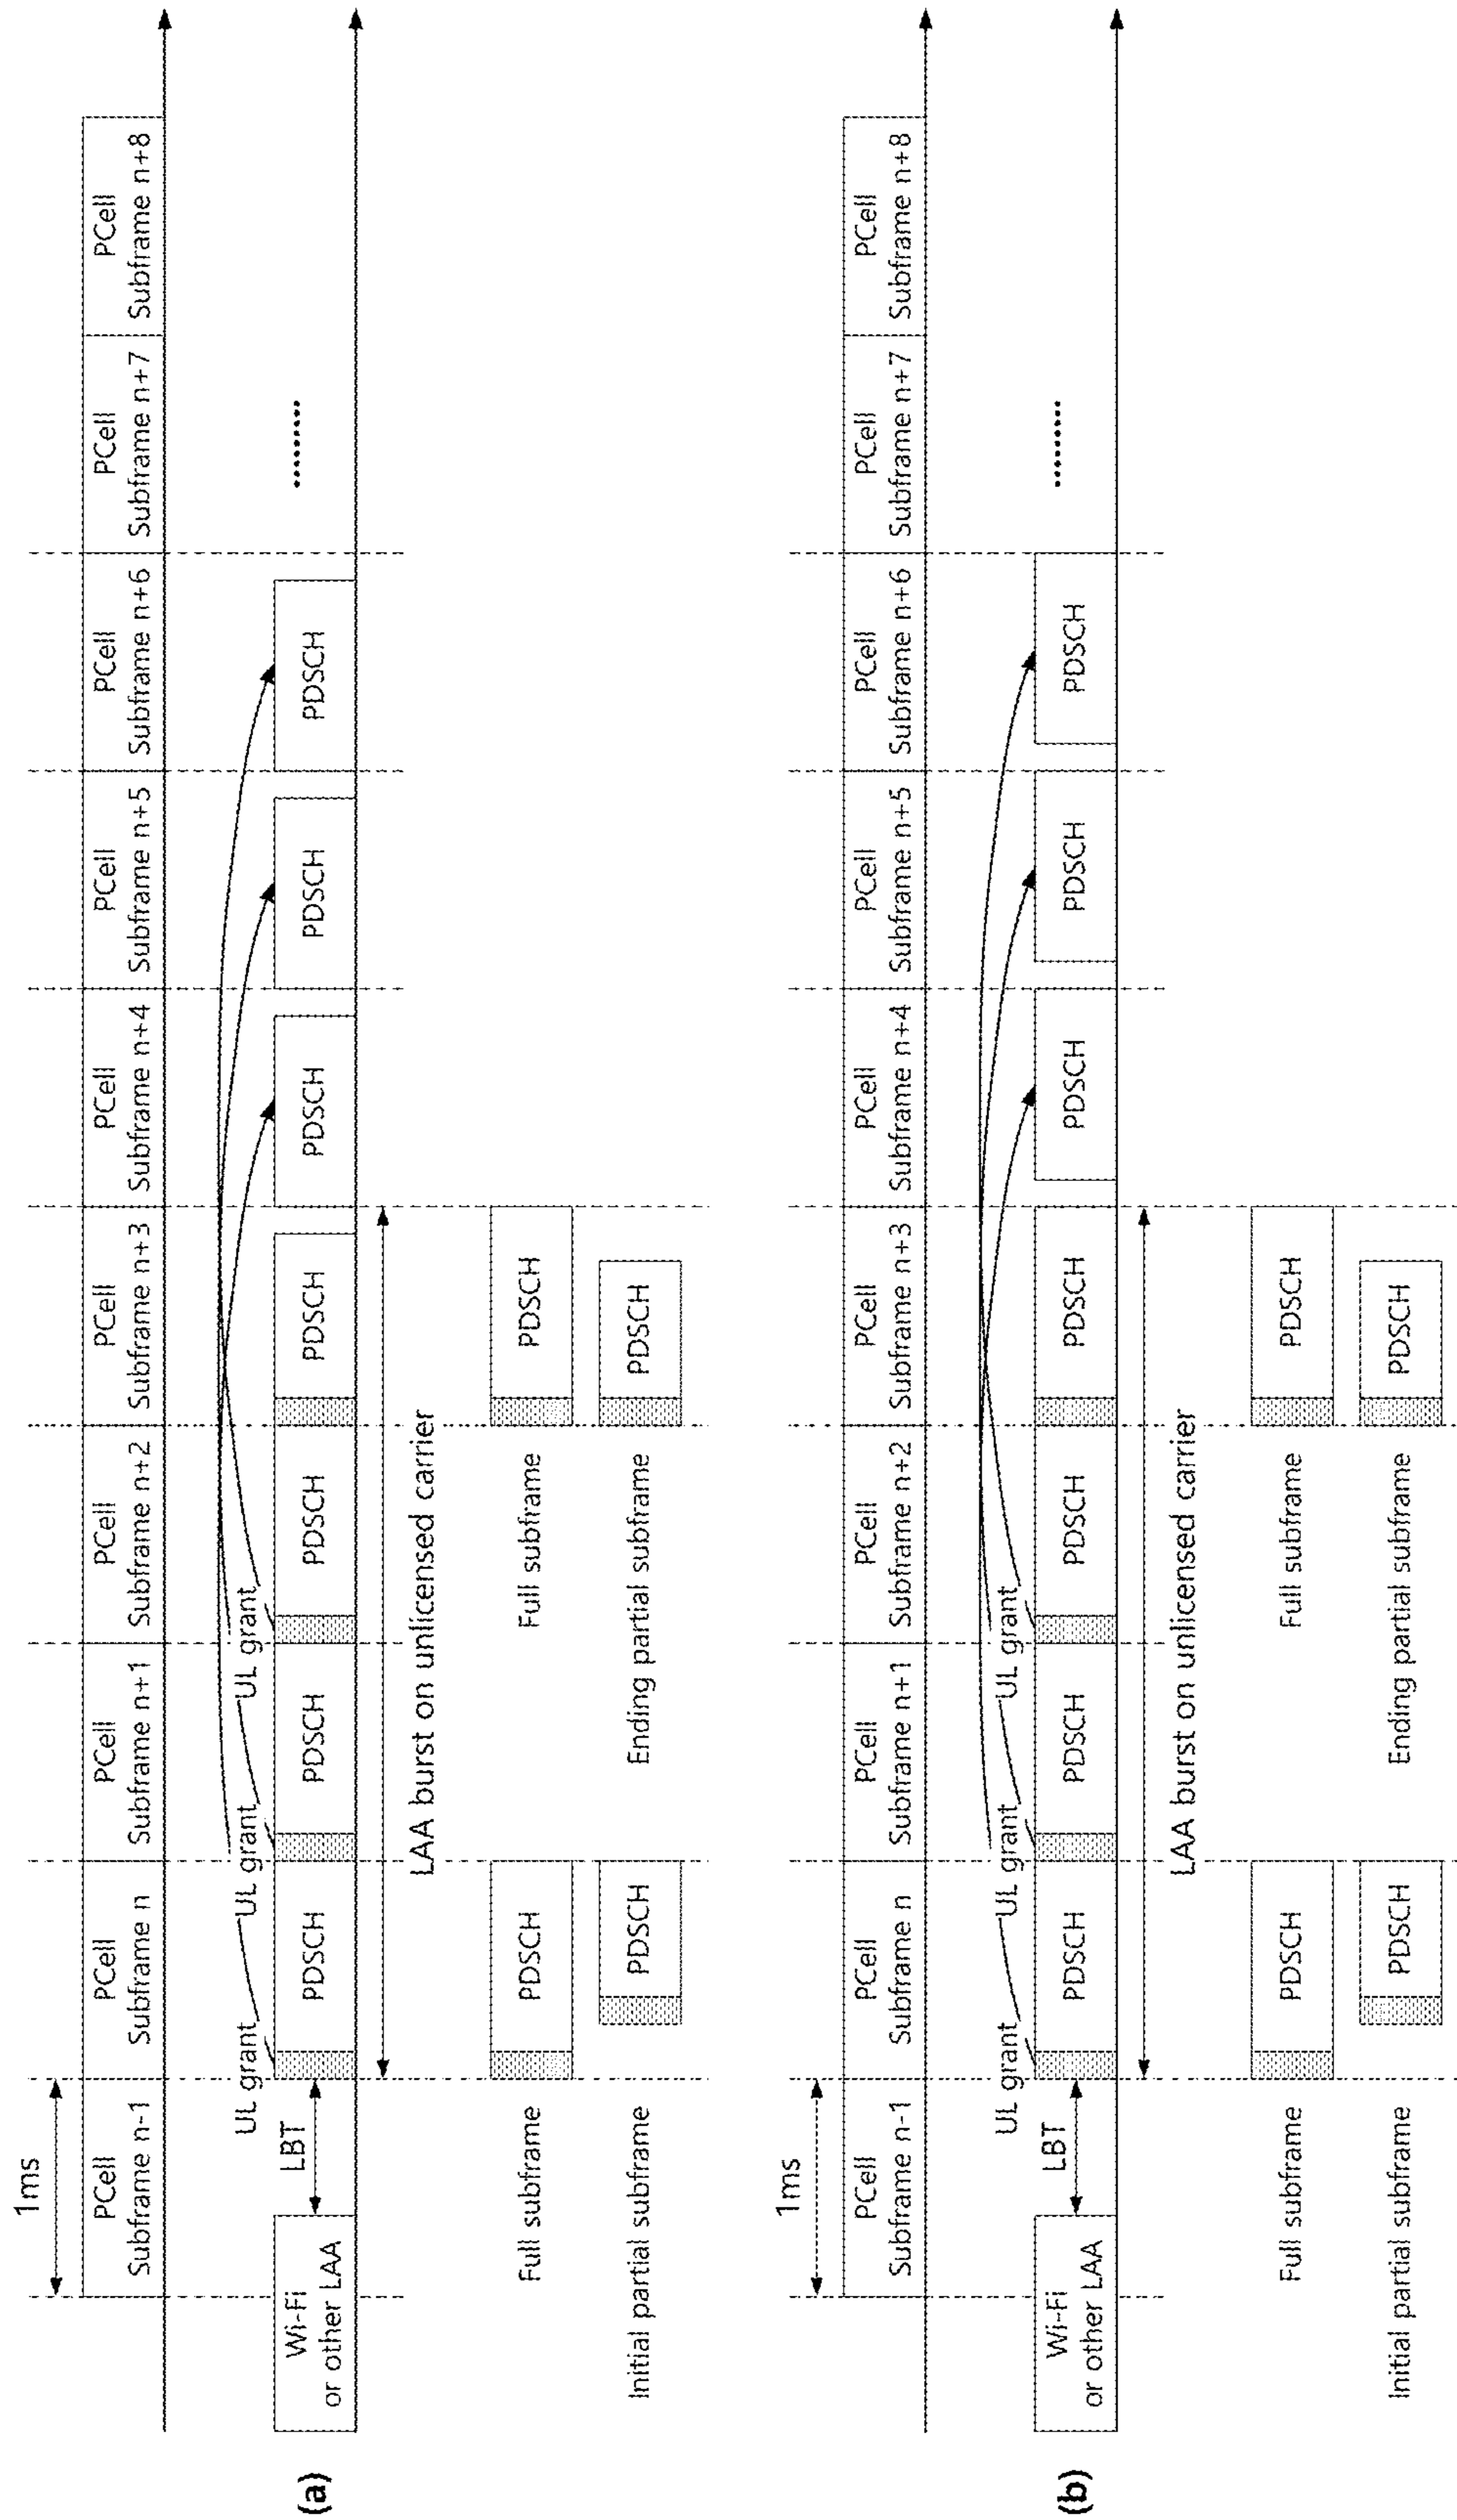 (a)
1ms
PCell
Subframe n-1
PCell
Subframe n
PCell
Subframe n+1
PCell
Subframe n+2
PCell
Subframe n+3
PCell
Subframe n+4
PCell
Subframe n+5
PCell
Subframe n+6
PCell
Subframe n+7
PCell
Subframe n+8
UL grant
UL grant
UL grant
Wi-Fi
or other LAA
LBT
PDSCH
PDSCH
PDSCH
PDSCH
PDSCH
PDSCH
PDSCH
.........
LAA burst on unlicensed carrier
Full subframe
PDSCH
Full subframe
PDSCH
Initial partial subframe
PDSCH
Ending partial subframe
PDSCH
(b)
1ms
PCell
Subframe n-1
PCell
Subframe n
PCell
Subframe n+1
PCell
Subframe n+2
PCell
Subframe n+3
PCell
Subframe n+4
PCell
Subframe n+5
PCell
Subframe n+6
PCell
Subframe n+7
PCell
Subframe n+8
UL grant
UL grant
UL grant
Wi-Fi
or other LAA
LBT
PDSCH
PDSCH
PDSCH
PDSCH
PDSCH
PDSCH
PDSCH
.........
LAA burst on unlicensed carrier
Full subframe
PDSCH
Full subframe
PDSCH
Initial partial subframe
PDSCH
Ending partial subframe
PDSCH